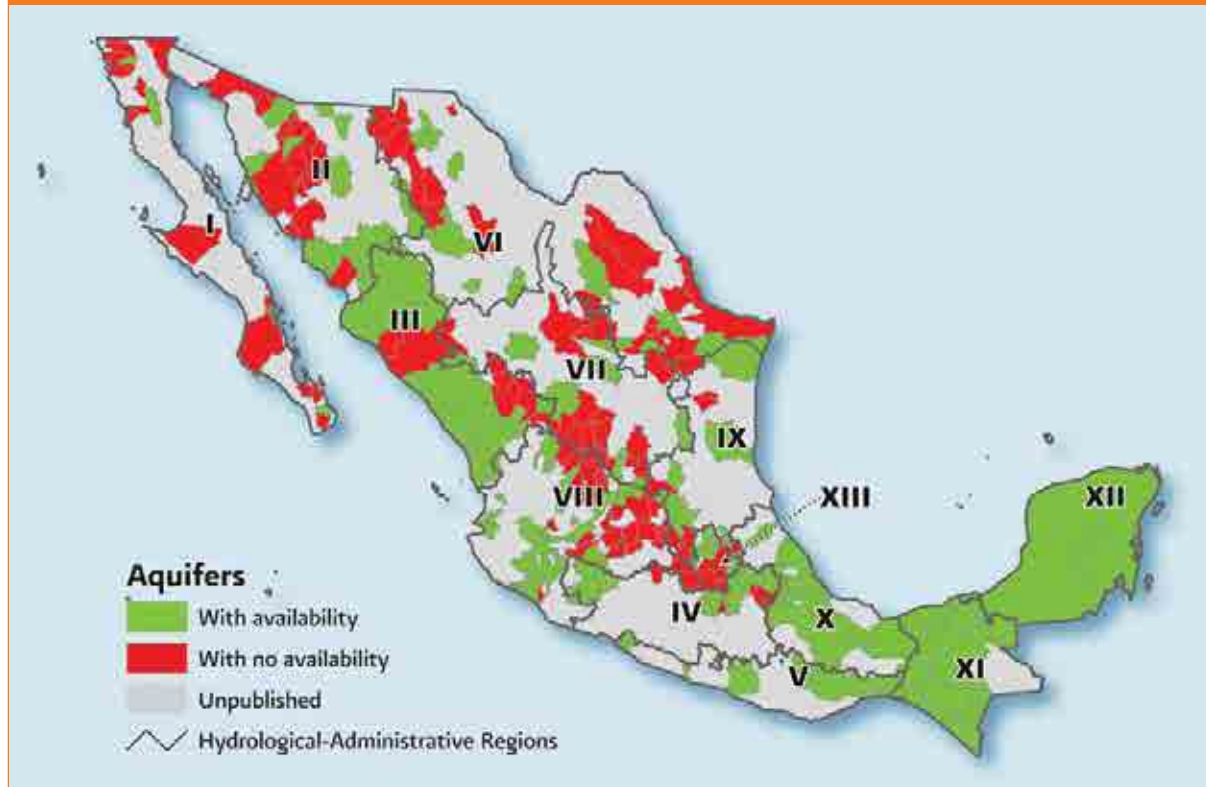 I
II
III
IV
V
VI
VII
VIII
IX
X
XI
XII
XIII
Aquifers
With availability
With no availability
Unpublished
Hydrological-Administrative Regions